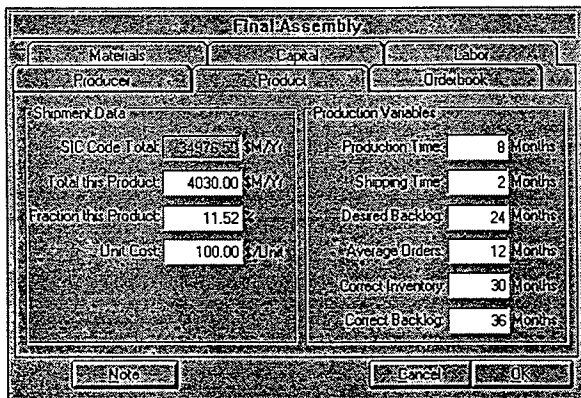 Final Assembly
Materials Capital Labor
Producer Product Orderbook
Shipment Data
SIC Code Total: 34976.50 $M/Yr
Total this Product: 4030.00 $M/Yr
Fraction this Product: 11.52 %
Unit Cost: 100.00 $/Unit
Production Variables
Production Time: 8 Months
Shipping Time: 2 Months
Desired Backlog: 24 Months
Average Orders: 12 Months
Correct Inventory: 30 Months
Correct Backlog: 36 Months
Note Cancel OK